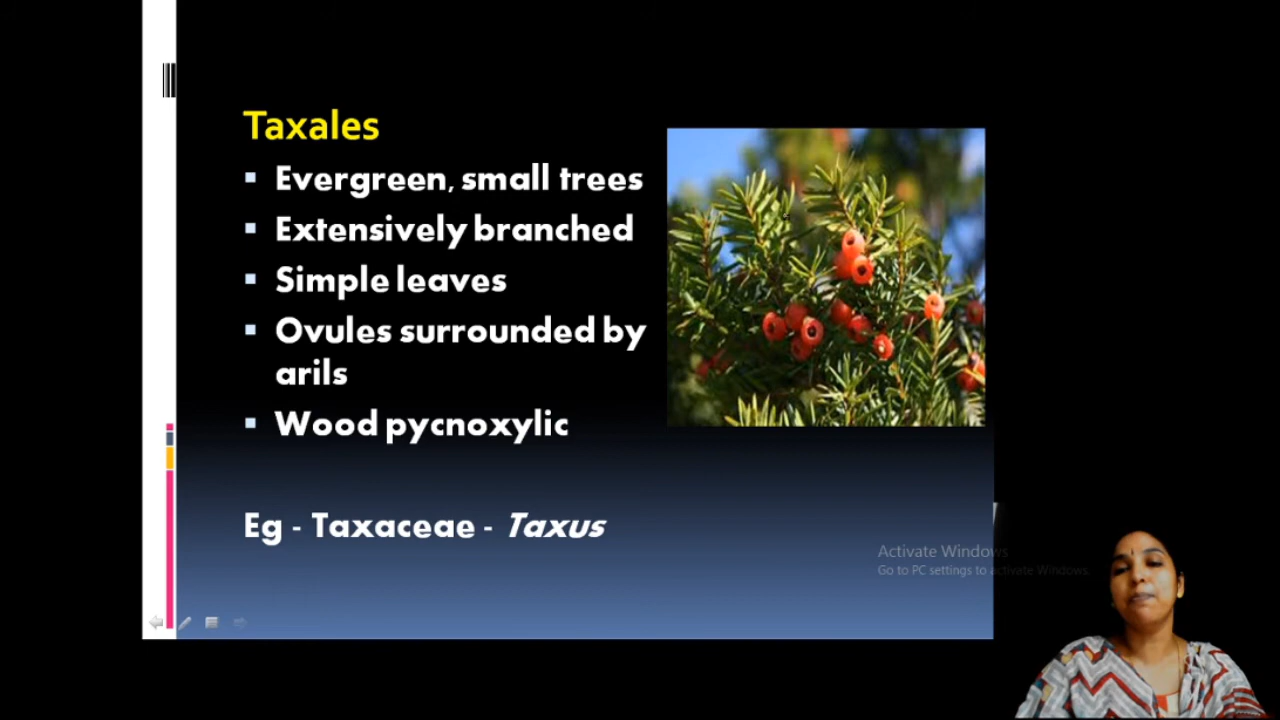 Taxales
Evergreen, small trees
Extensively branched
Simple leaves
Ovules surrounded by
arils
Wood pycnoxylic
Eg - Taxaceae - Taxus
Activate Windows
Go to PC settings to activate Windows.